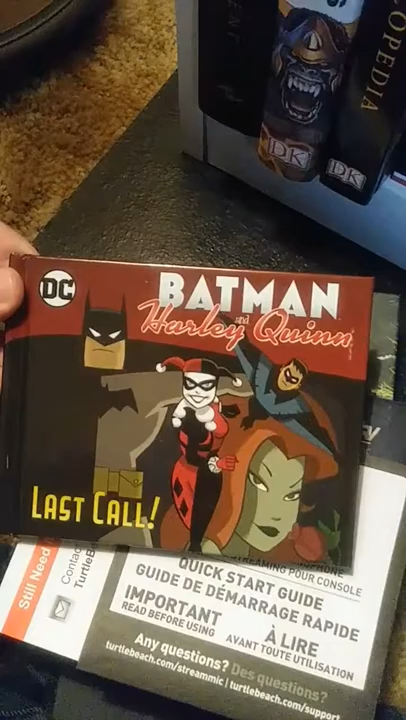 DK
DK
OPEDIA
DC
BATMAN
and
Harley Quinn
LAST CALL!
Still Need
Contac
TurtleB
STREAMING POUR CONSOLE
QUICK START GUIDE
GUIDE DE DÉMARRAGE RAPIDE
IMPORTANT
READ BEFORE USING
À LIRE
AVANT TOUTE UTILISATION
Any questions? Des questions?
turtlebeach.com/streammic | turtlebeach.com/support